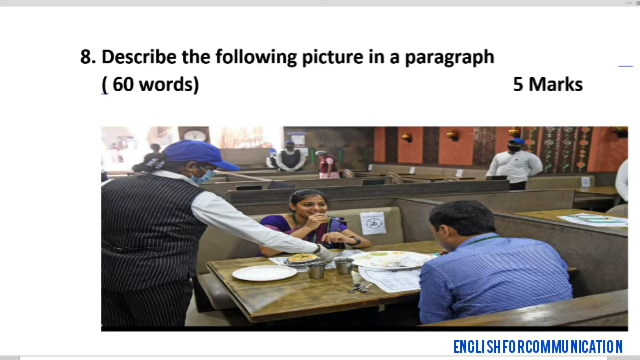 8. Describe the following picture in a paragraph
( 60 words) 5 Marks
ENGLISHFORCOMMUNICATION